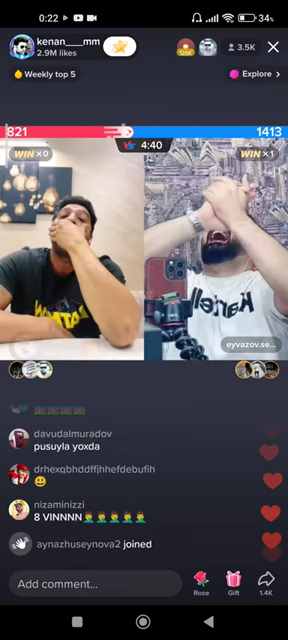 0:22
34%
kenan___mm
2.9M likes
3.5K
Weekly top 5
Explore >
821
1413
WIN ×0
4:40
WIN ×1
eyvazov.se...
davudalmuradov
pusuyla yoxda
drhexqbhddffjhhefdebufih
😃
nizaminizzi
8 VINNNN🤦‍♂️🤦‍♂️🤦‍♂️🤦‍♂️🤦‍♂️
aynazhuseynova2 joined
Add comment...
Rose
Gift
1.4K